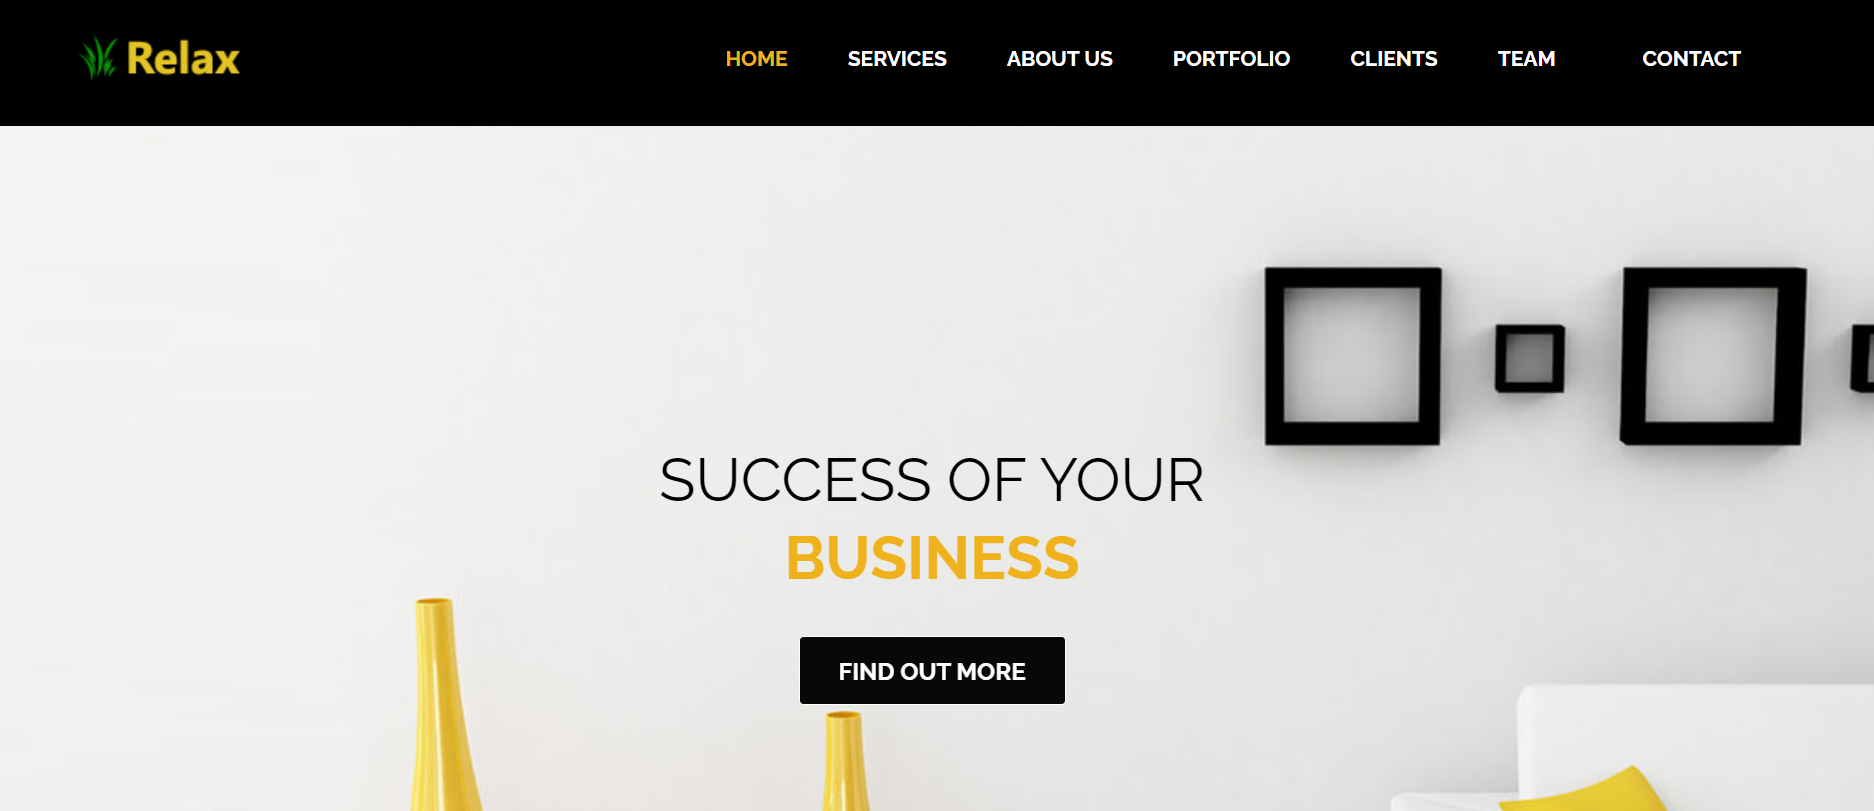 Relax
HOME SERVICES ABOUT US PORTFOLIO CLIENTS TEAM CONTACT
SUCCESS OF YOUR
BUSINESS
FIND OUT MORE